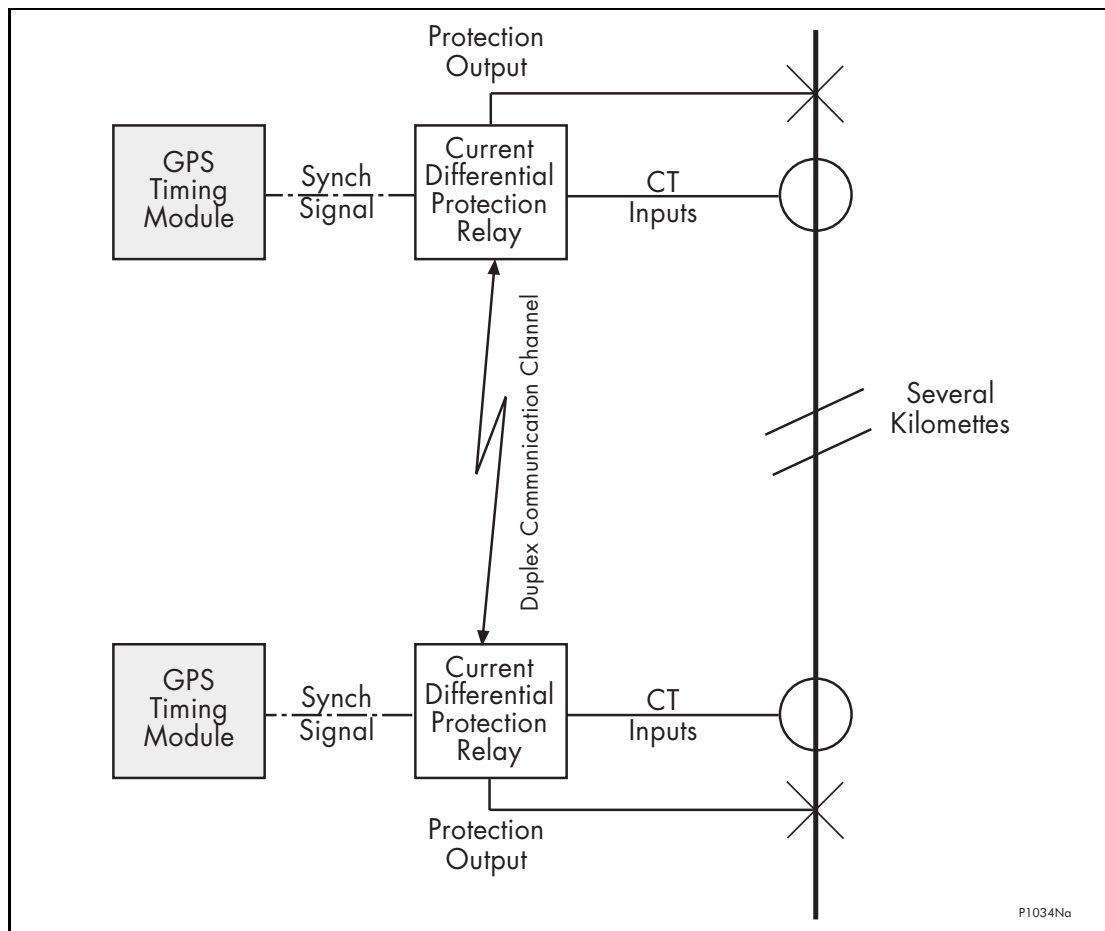 Protection
Output
GPS
Timing
Module
Synch
Signal
Current
Differential
Protection
Relay
CT
Inputs
Duplex Communication Channel
Several
Kilomettes
GPS
Timing
Module
Synch
Signal
Current
Differential
Protection
Relay
CT
Inputs
Protection
Output
P1034Na